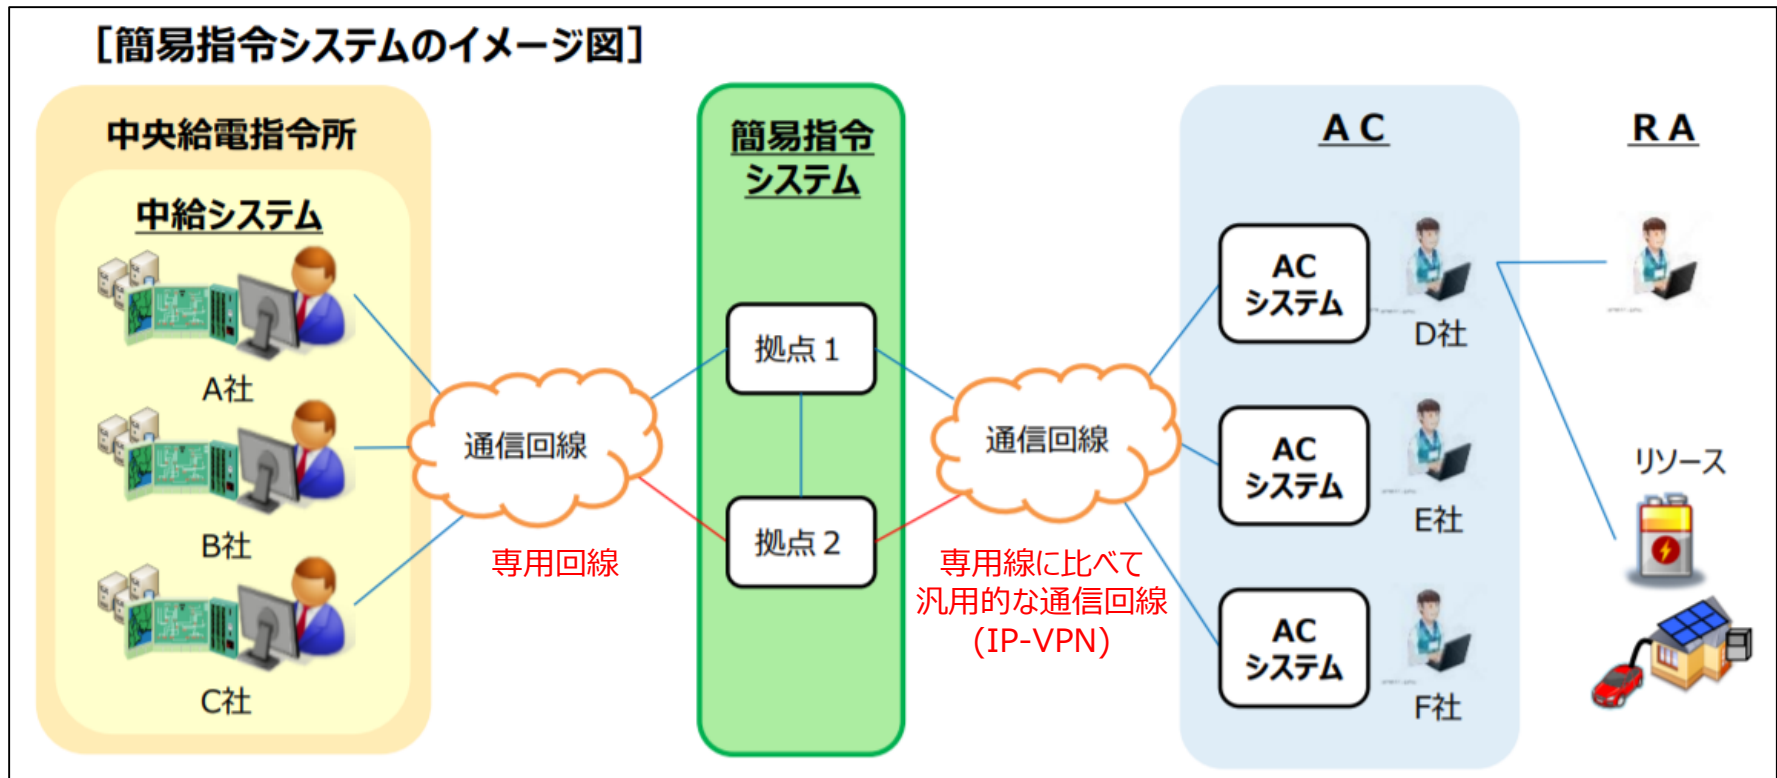 ［簡易指令システムのイメージ図］
中央給電指令所
中給システム
A社
B社
C社
通信回線
専用回線
簡易指令
システム
拠点１
拠点２
通信回線
専用線に比べて
汎用的な通信回線
(IP-VPN)
ＡＣ
AC
システム
D社
AC
システム
E社
AC
システム
F社
ＲＡ
リソース